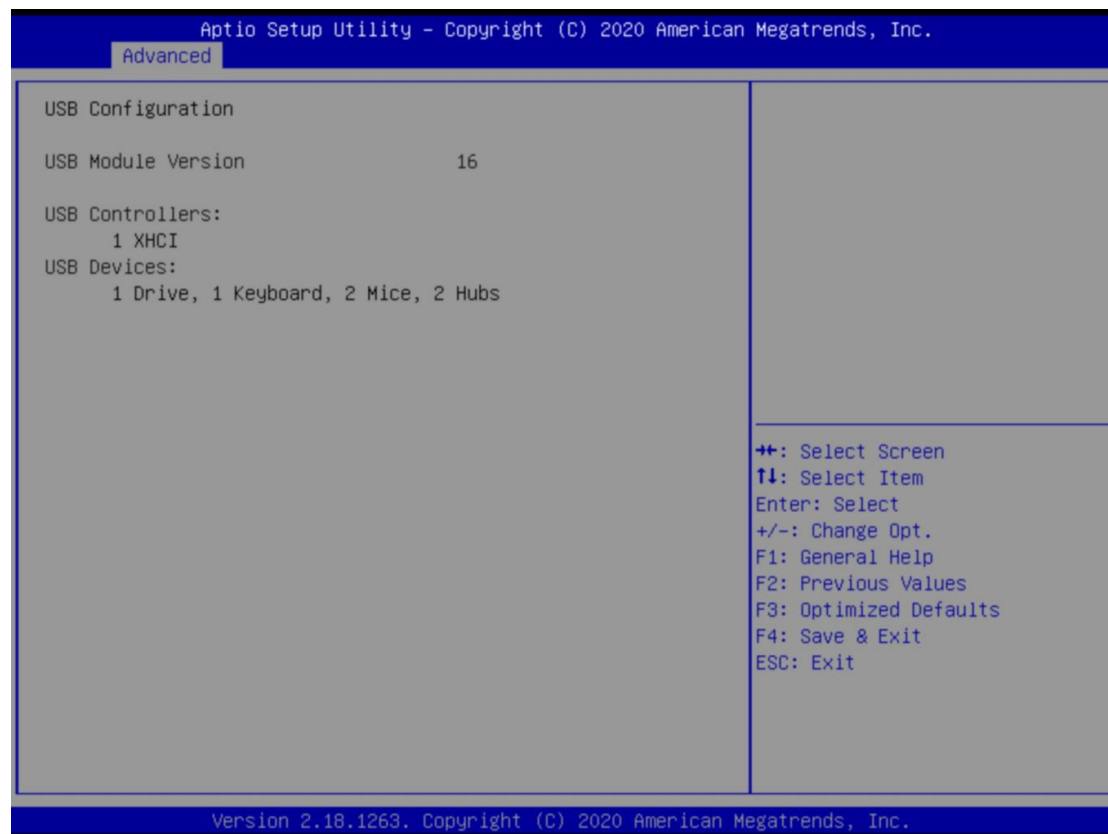 Aptio Setup Utility – Copyright (C) 2020 American Megatrends, Inc.
Advanced
USB Configuration
USB Module Version 16
USB Controllers:
1 XHCI
USB Devices:
1 Drive, 1 Keyboard, 2 Mice, 2 Hubs
→←: Select Screen
↑↓: Select Item
Enter: Select
+/-: Change Opt.
F1: General Help
F2: Previous Values
F3: Optimized Defaults
F4: Save & Exit
ESC: Exit
Version 2.18.1263. Copyright (C) 2020 American Megatrends, Inc.